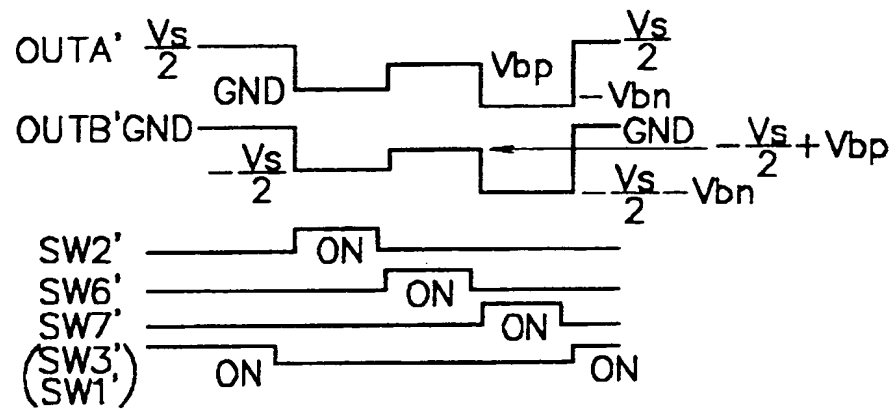 OUTA' Vs/2 Vs/2
Vbp
GND -Vbn
OUTB' GND GND -Vs/2+Vbp
-Vs/2 -Vs/2-Vbn
SW2' ON
SW6' ON
SW7' ON
(SW3' SW1') ON ON